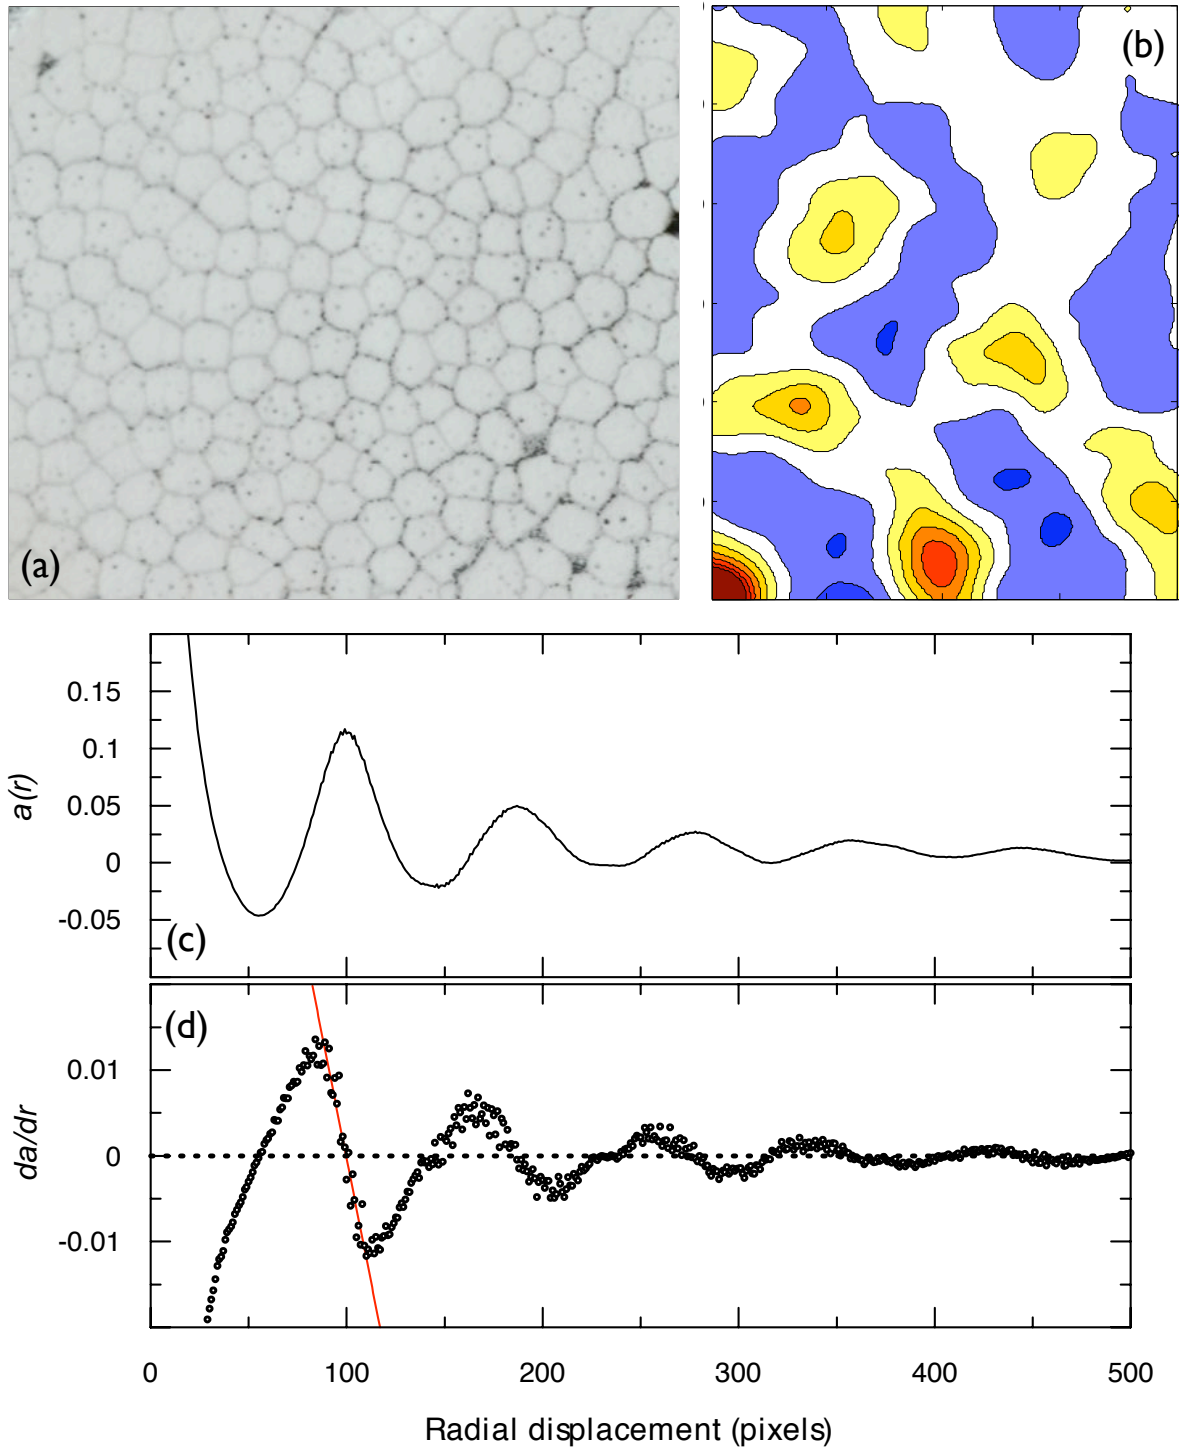 (b)
(a)
0.15
0.1
0.05
0
-0.05
a(r)
(c)
(d)
0.01
0
-0.01
da/dr
0 100 200 300 400 500
Radial displacement (pixels)